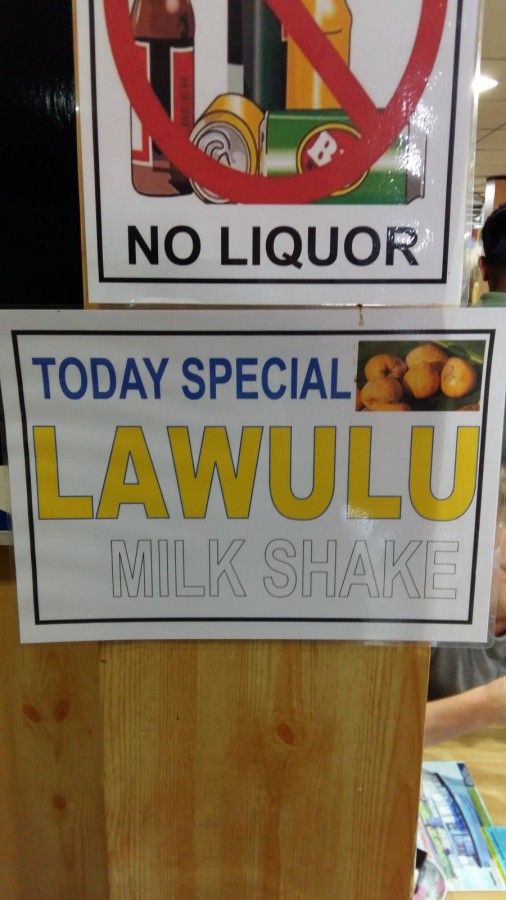 NO LIQUOR
TODAY SPECIAL
LAWULU
MILK SHAKE